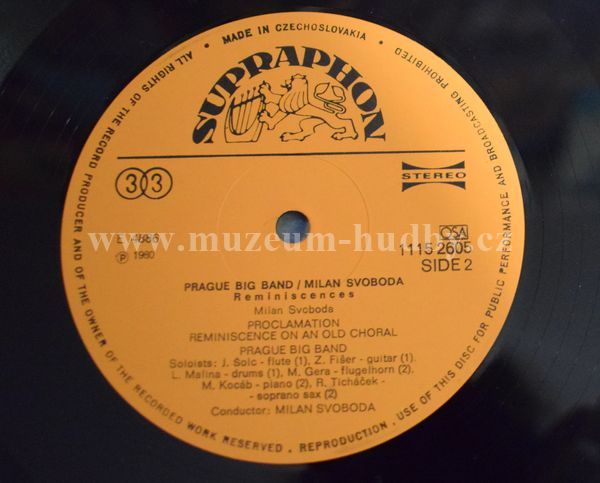 ALL RIGHTS OF THE RECORD PRODUCER AND OF THE OWNER OF THE RECORDED WORK RESERVED . REPRODUCTION . USE OF THIS DISC FOR PUBLIC PERFORMANCE AND BROADCASTING PROHIBITED
• MADE IN CZECHOSLOVAKIA •
SUPRAPHON
33
STEREO
www.muzeum-hudby.cz
℗ 1980
OSA
1115 2605
SIDE 2
PRAGUE BIG BAND / MILAN SVOBODA
Reminiscences
Milan Svoboda
PROCLAMATION
REMINISCENCE ON AN OLD CHORAL
PRAGUE BIG BAND
Soloists: J. Šolc - flute (1), Z. Fišer - guitar (1).
L. Malina - drums (1), M. Gera - flugelhorn (2).
M. Kocáb - piano (2), R. Ticháček -
- soprano sax (2)
Conductor: MILAN SVOBODA